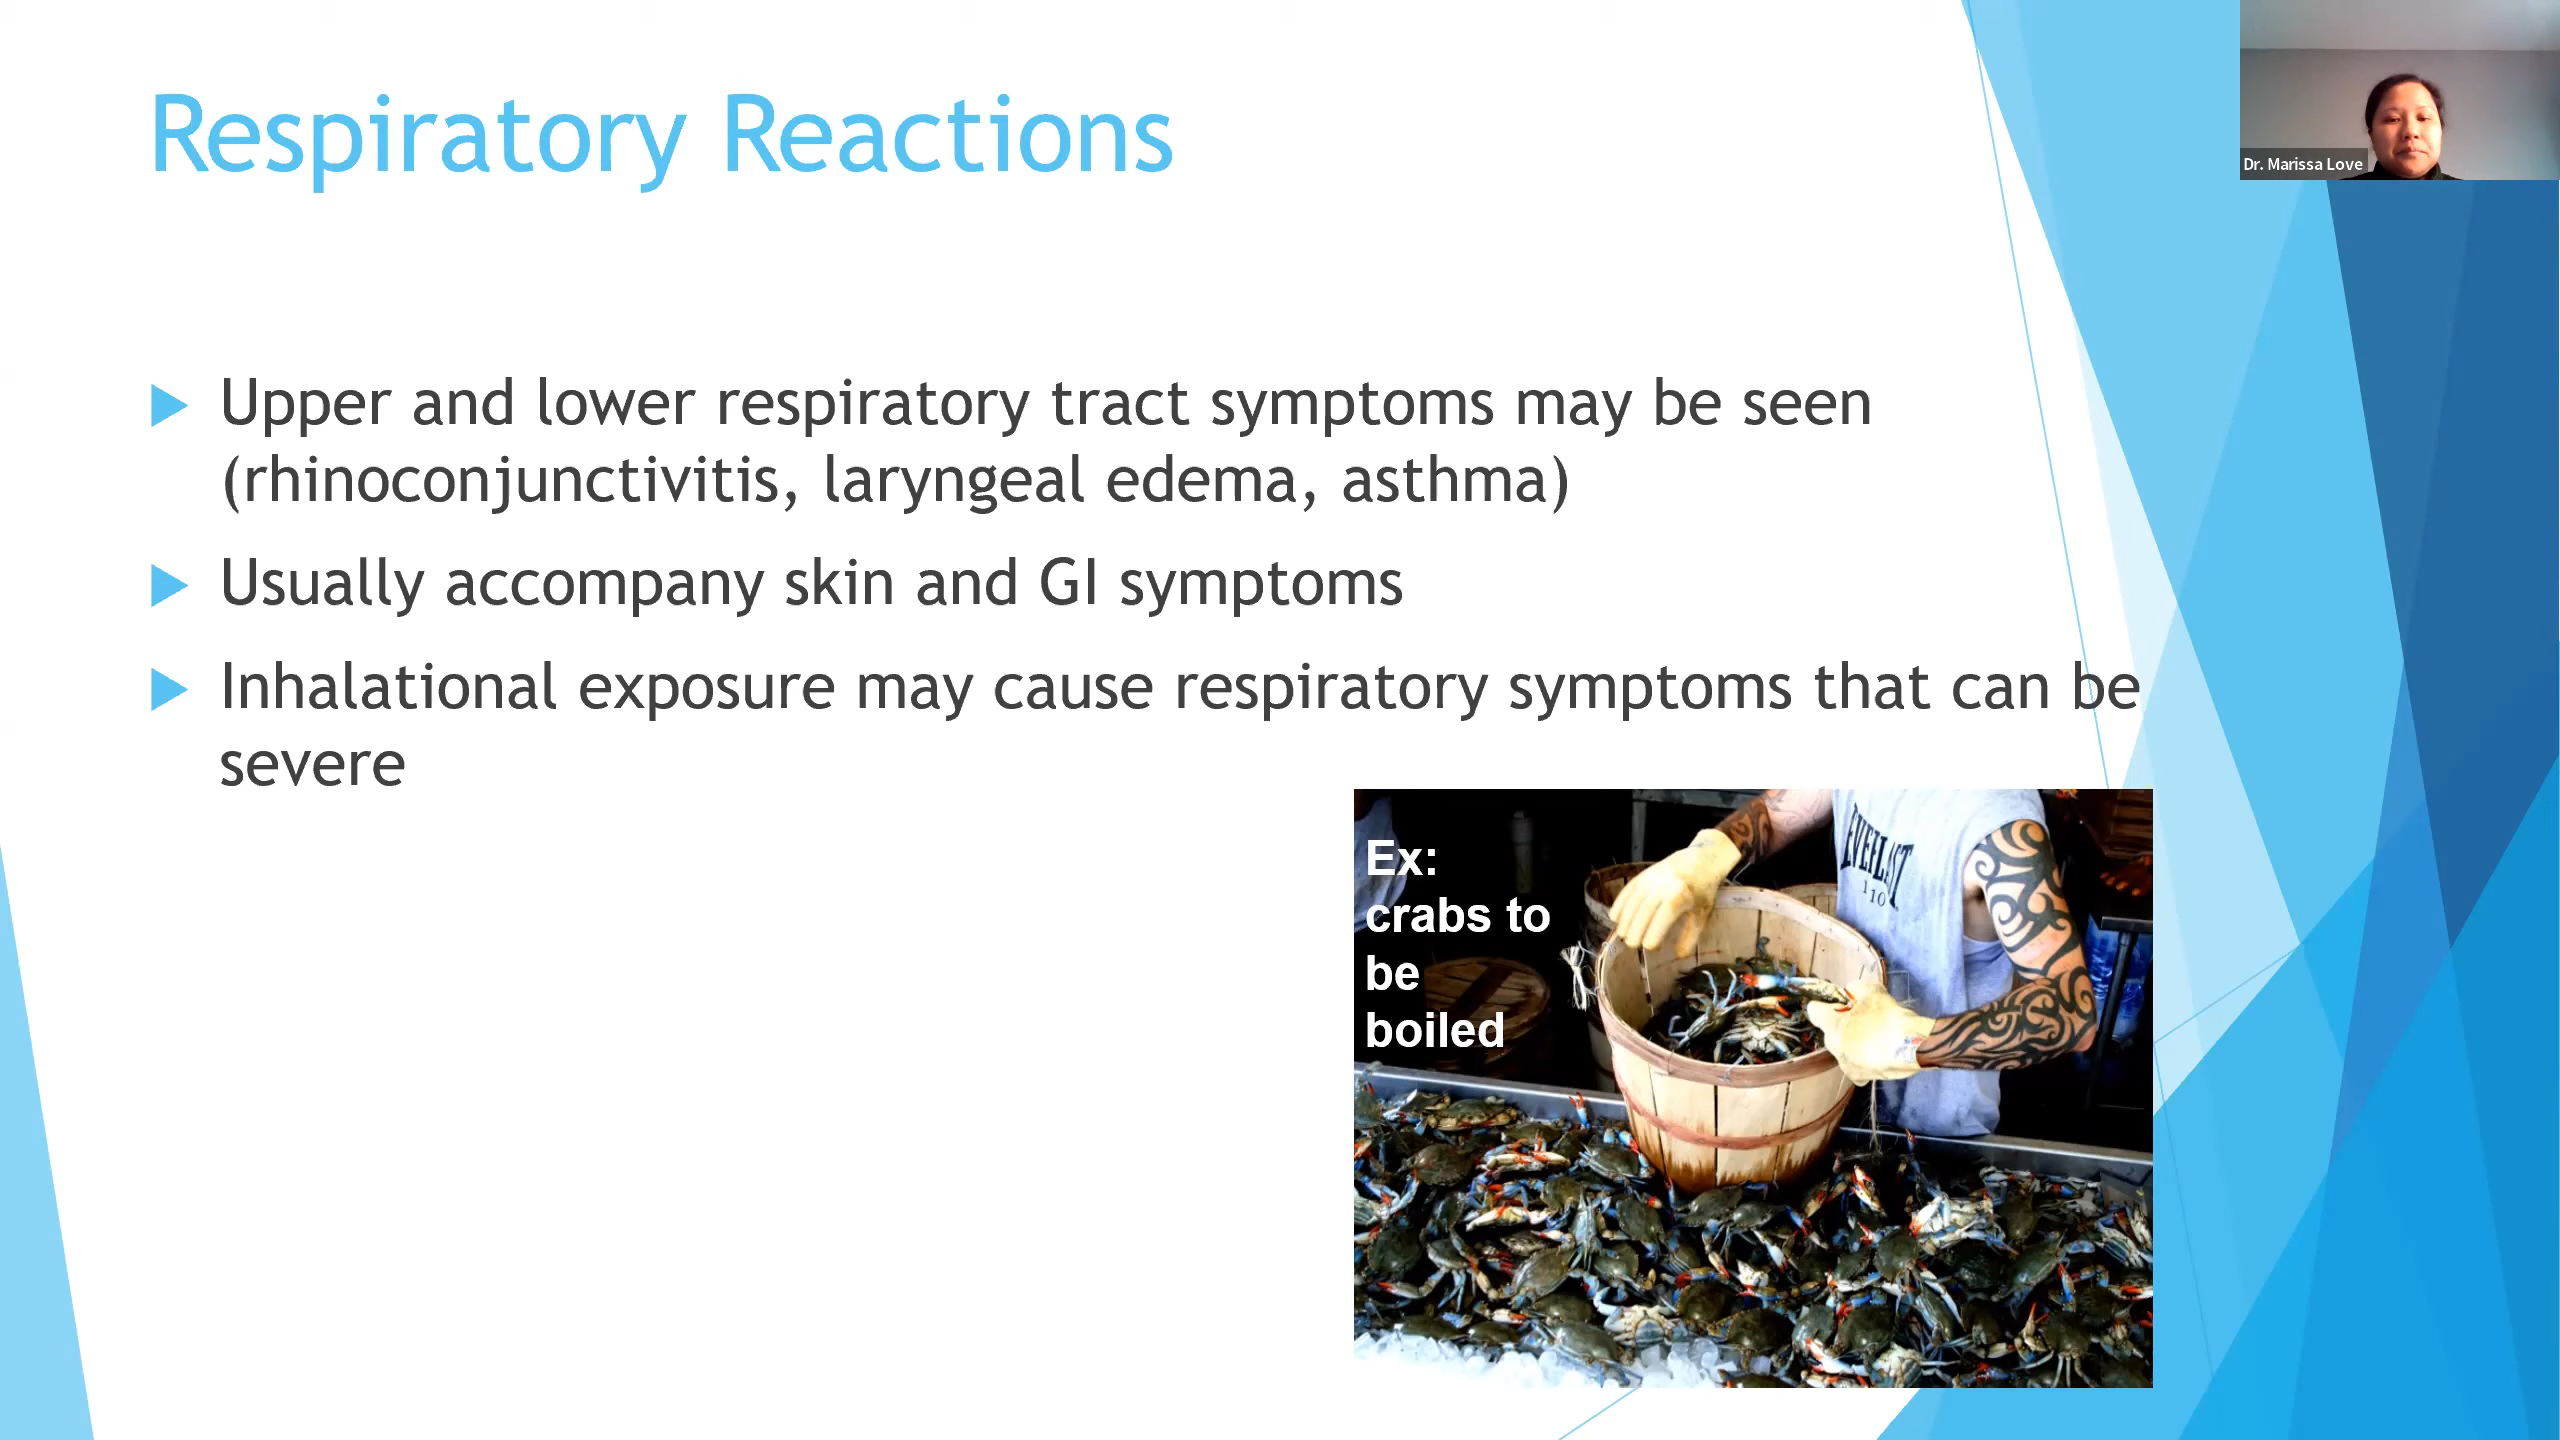 Respiratory Reactions
Dr. Marissa Love
Upper and lower respiratory tract symptoms may be seen
(rhinoconjunctivitis, laryngeal edema, asthma)
Usually accompany skin and GI symptoms
Inhalational exposure may cause respiratory symptoms that can be
severe
Ex:
crabs to
be
boiled
EVERLAST